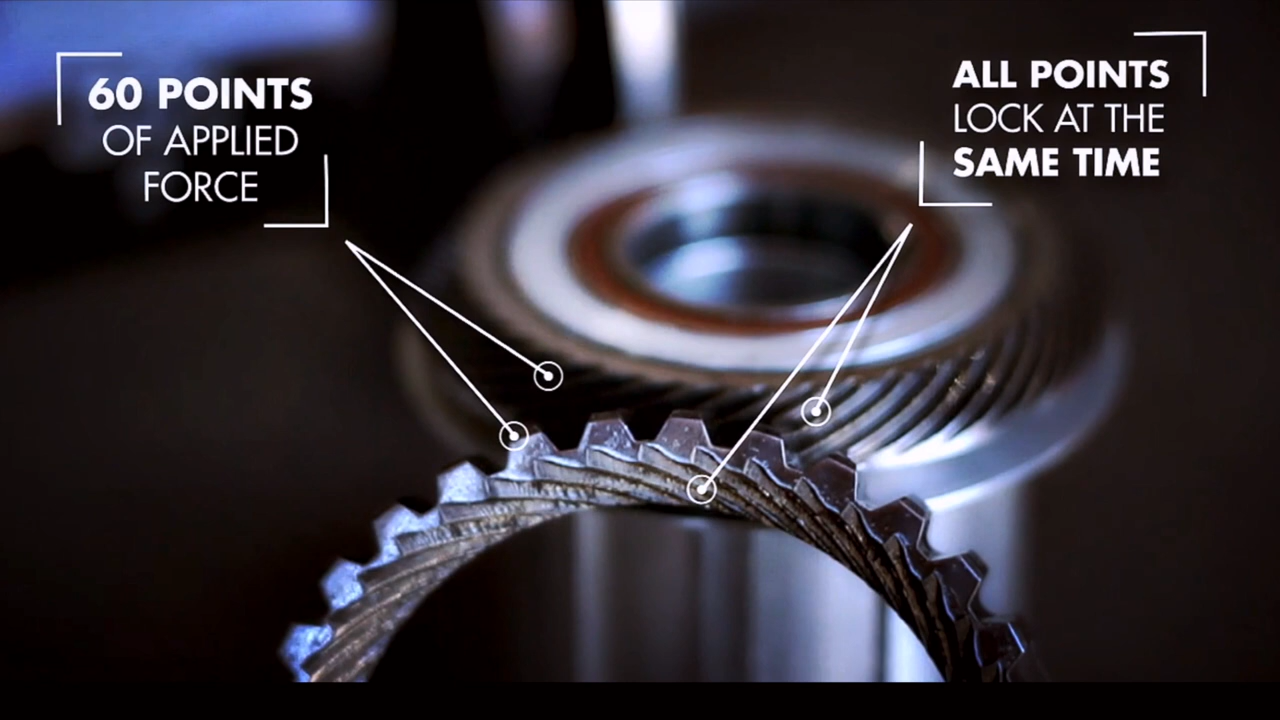 60 POINTS
OF APPLIED
FORCE
ALL POINTS
LOCK AT THE
SAME TIME